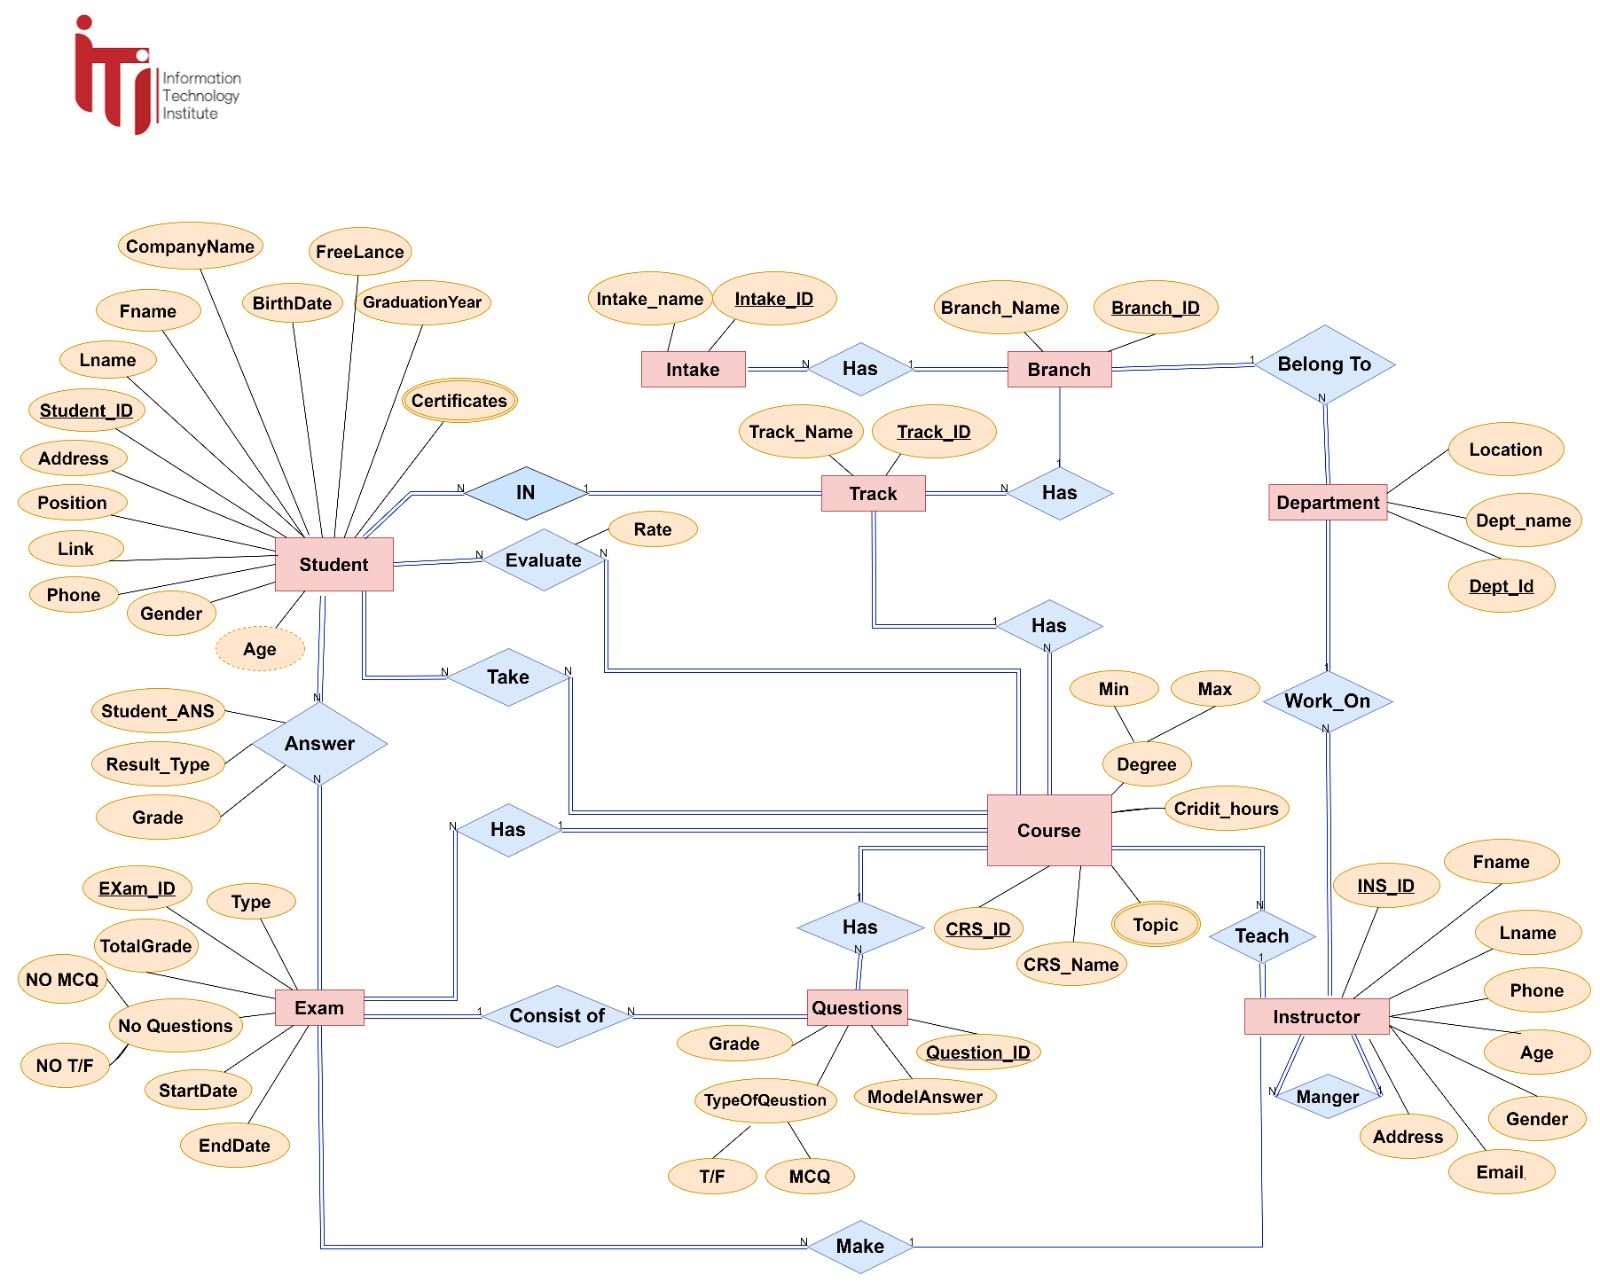 Information
Technology
Institute
CompanyName
FreeLance
Fname
BirthDate
GraduationYear
Lname
Certificates
Student_ID
Address
Position
Link
Phone
Gender
Age
Student
Intake_name
Intake_ID
Intake
N
Has
1
Branch_Name
Branch_ID
Branch
1
Belong To
N
Track_Name
Track_ID
Track
N
Has
1
N
IN
1
Location
Department
Dept_name
Dept_Id
N
Evaluate
N
Rate
1
Has
N
N
Take
N
1
Work_On
N
N
Answer
N
Student_ANS
Result_Type
Grade
Min
Max
Degree
Cridit_hours
Course
CRS_ID
CRS_Name
Topic
N
Has
1
1
Has
N
N
Teach
1
EXam_ID
Type
TotalGrade
NO MCQ
No Questions
NO T/F
StartDate
EndDate
Exam
1
Consist of
N
Questions
Grade
Question_ID
TypeOfQeustion
ModelAnswer
T/F
MCQ
INS_ID
Fname
Lname
Phone
Instructor
Age
N
Manger
1
Gender
Address
Email
N
Make
1